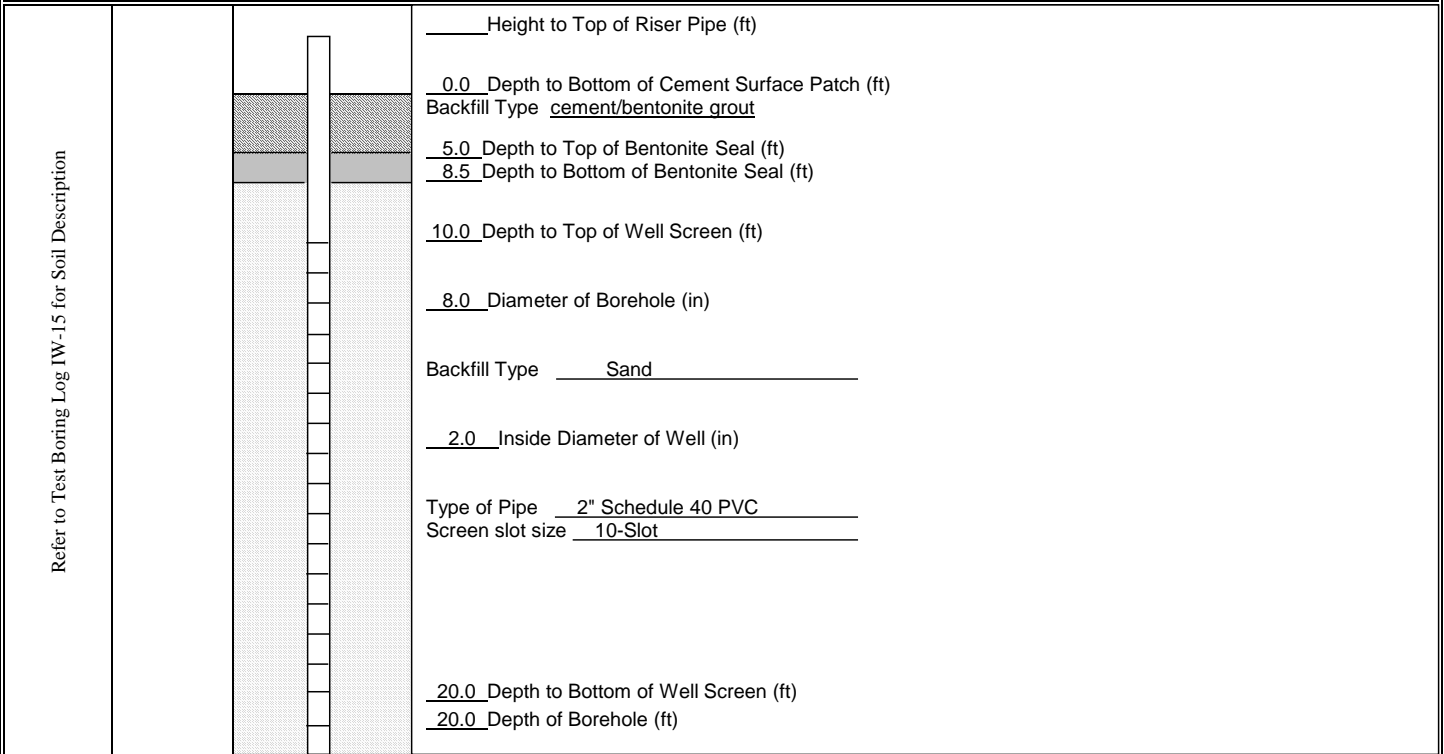 Refer to Test Boring Log IW-15 for Soil Description
Height to Top of Riser Pipe (ft)
0.0 Depth to Bottom of Cement Surface Patch (ft)
Backfill Type cement/bentonite grout
5.0 Depth to Top of Bentonite Seal (ft)
8.5 Depth to Bottom of Bentonite Seal (ft)
10.0 Depth to Top of Well Screen (ft)
8.0 Diameter of Borehole (in)
Backfill Type Sand
2.0 Inside Diameter of Well (in)
Type of Pipe 2" Schedule 40 PVC
Screen slot size 10-Slot
20.0 Depth to Bottom of Well Screen (ft)
20.0 Depth of Borehole (ft)